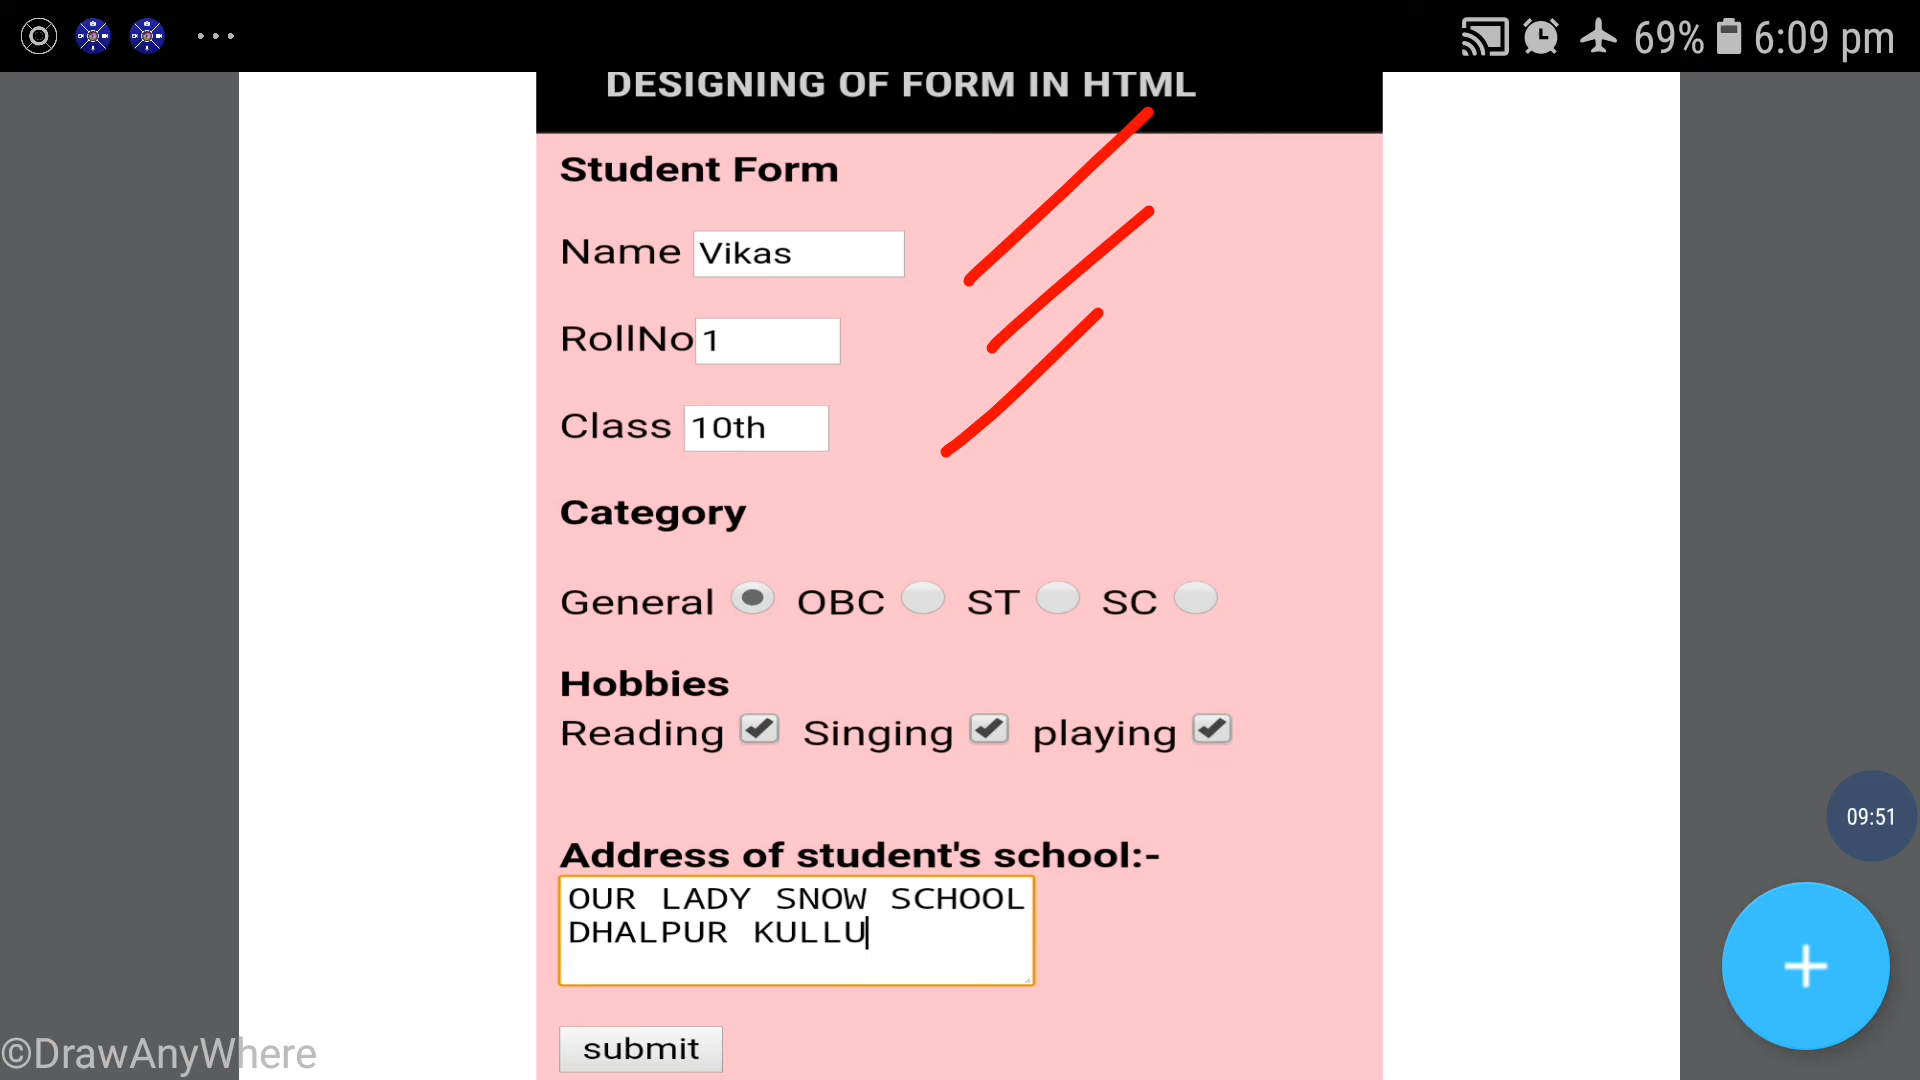 69% 6:09 pm
DESIGNING OF FORM IN HTML
Student Form
Name Vikas
RollNo 1
Class 10th
Category
General OBC ST SC
Hobbies
Reading Singing playing
Address of student's school:-
OUR LADY SNOW SCHOOL
DHALPUR KULLU
submit
09:51
©DrawAnyWhere